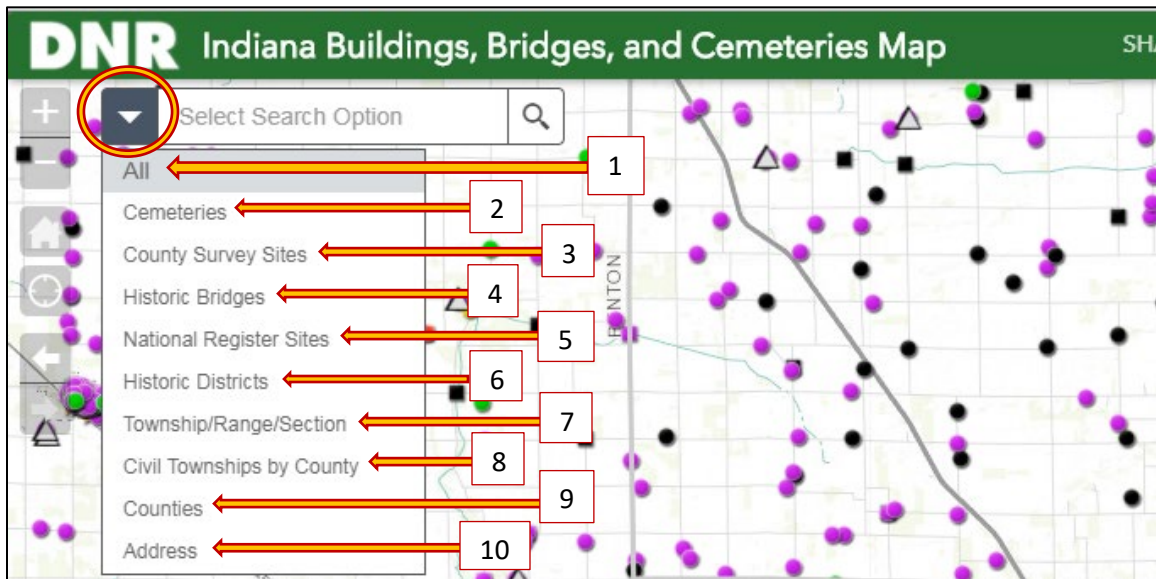 DNR Indiana Buildings, Bridges, and Cemeteries Map SHA
Select Search Option
All 1
Cemeteries 2
County Survey Sites 3
Historic Bridges 4
National Register Sites 5
Historic Districts 6
Township/Range/Section 7
Civil Townships by County 8
Counties 9
Address 10